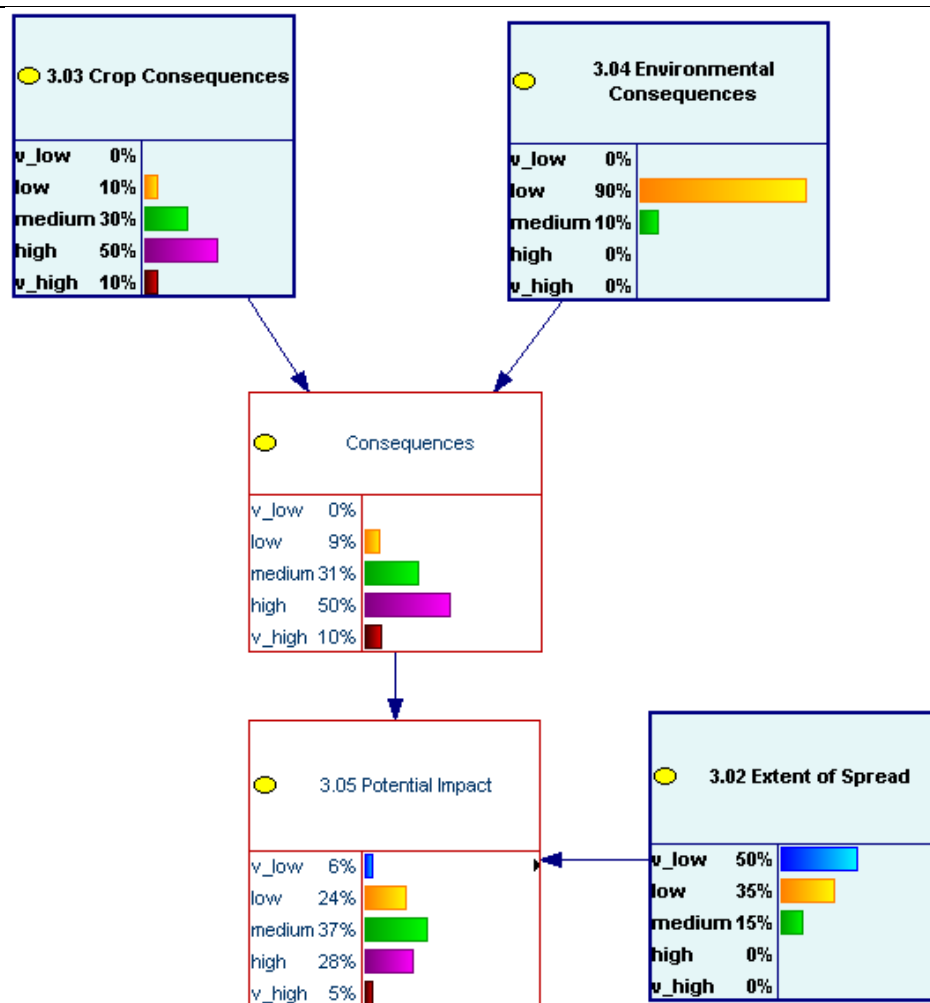 3.03 Crop Consequences
v_low 0%
low 10%
medium 30%
high 50%
v_high 10%
3.04 Environmental
Consequences
v_low 0%
low 90%
medium 10%
high 0%
v_high 0%
Consequences
v_low 0%
low 9%
medium 31%
high 50%
v_high 10%
3.05 Potential Impact
v_low 6%
low 24%
medium 37%
high 28%
v_high 5%
3.02 Extent of Spread
v_low 50%
low 35%
medium 15%
high 0%
v_high 0%